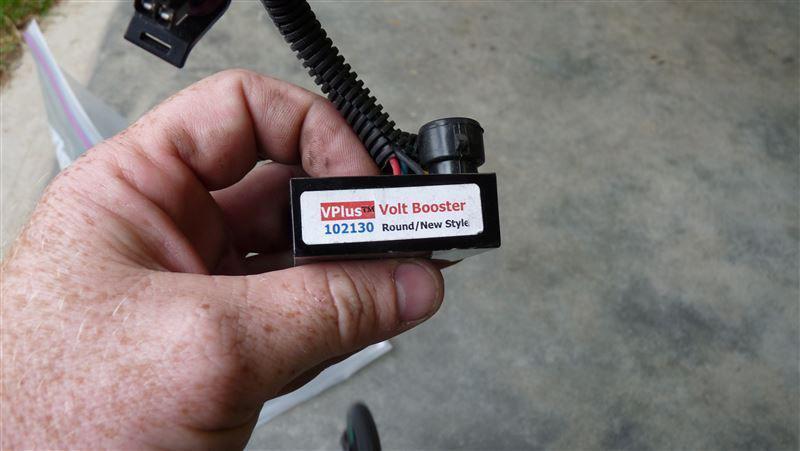 VPlus™ Volt Booster
102130 Round/New Style